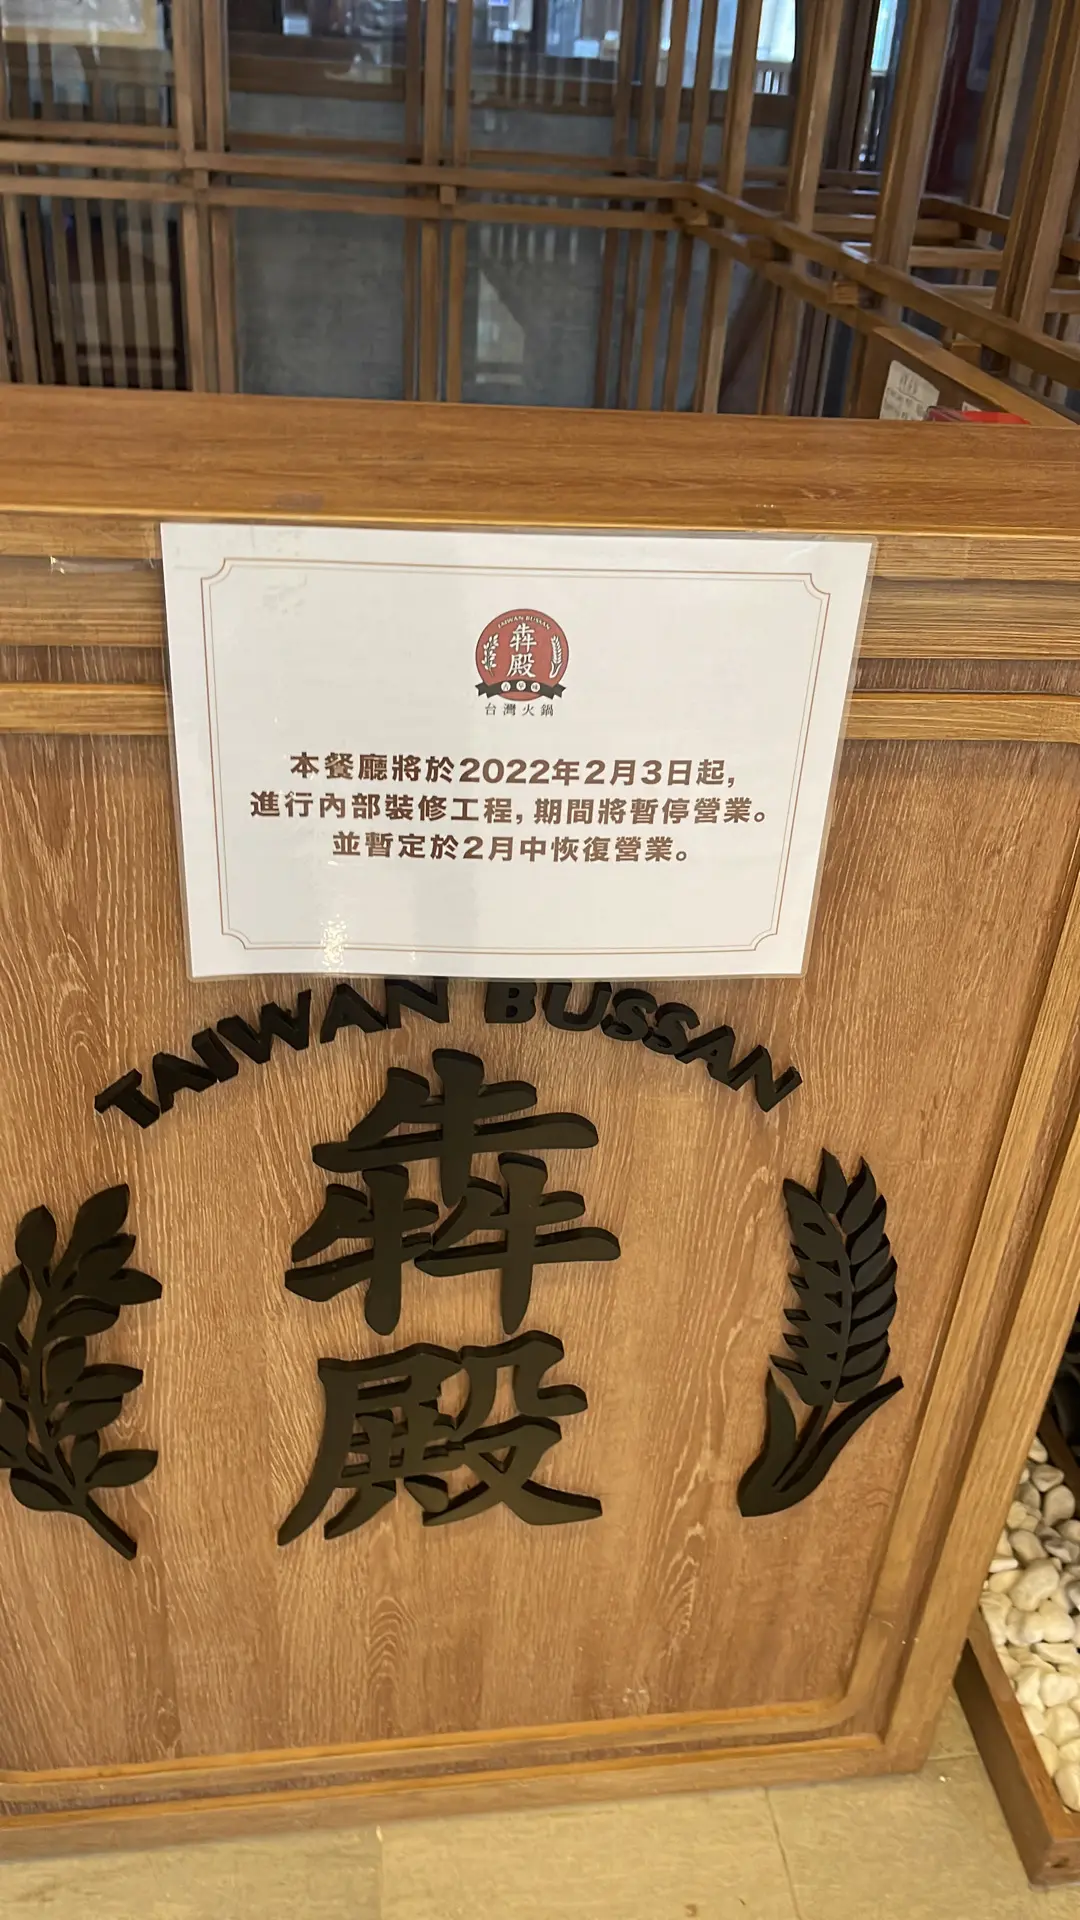 TAIWAN BUSSAN
犇
殿
台灣火鍋
本餐廳將於2022年2月3日起,
進行內部裝修工程, 期間將暫停營業。
並暫定於2月中恢復營業。
TAIWAN BUSSAN
犇
殿